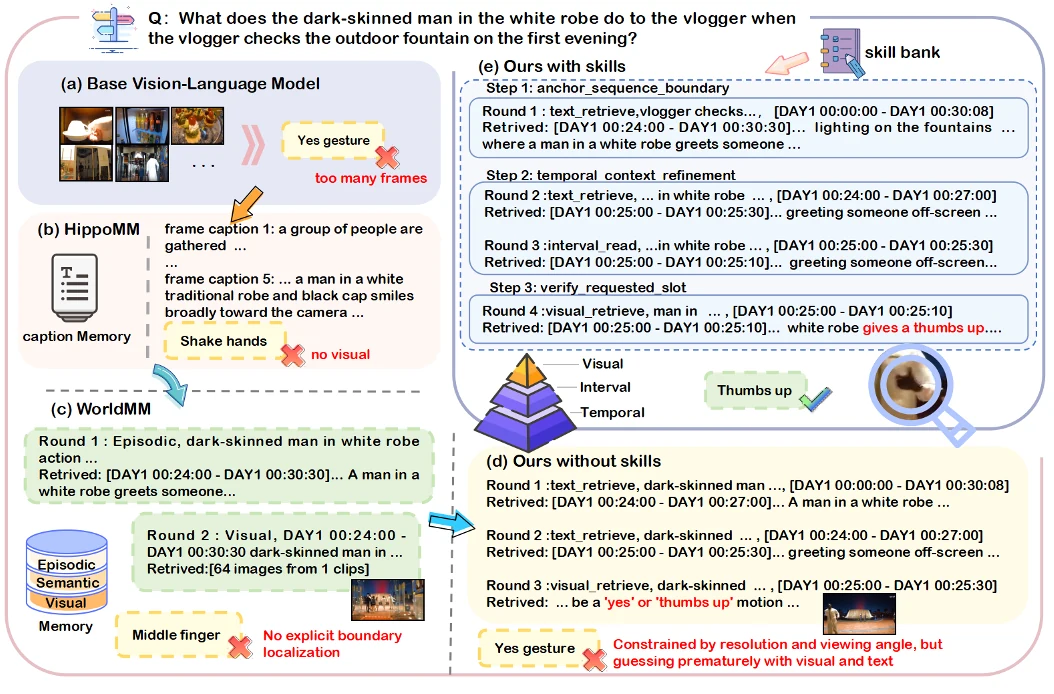 Q: What does the dark-skinned man in the white robe do to the vlogger when
the vlogger checks the outdoor fountain on the first evening?
(a) Base Vision-Language Model
. . .
Yes gesture
too many frames
(b) HippoMM
caption Memory
frame caption 1: a group of people are
gathered ...
...
frame caption 5: ... a man in a white
traditional robe and black cap smiles
broadly toward the camera ...
Shake hands
no visual
(c) WorldMM
Round 1 : Episodic, dark-skinned man in white robe
action ...
Retrived: [DAY1 00:24:00 - DAY1 00:30:30]... A man in a
white robe greets someone...
Round 2 : Visual, DAY1 00:24:00 -
DAY1 00:30:30 dark-skinned man in ...
Retrived:[64 images from 1 clips]
Episodic
Semantic
Visual
Memory
Middle finger
No explicit boundary
localization
skill bank
(e) Ours with skills
Step 1: anchor_sequence_boundary
Round 1 : text_retrieve,vlogger checks..., [DAY1 00:00:00 - DAY1 00:30:08]
Retrived: [DAY1 00:24:00 - DAY1 00:30:30]... lighting on the fountains ...
where a man in a white robe greets someone ...
Step 2: temporal_context_refinement
Round 2 :text_retrieve, ... in white robe ... , [DAY1 00:24:00 - DAY1 00:27:00]
Retrived: [DAY1 00:25:00 - DAY1 00:25:30]... greeting someone off-screen ...
Round 3 :interval_read, ...in white robe ... , [DAY1 00:25:00 - DAY1 00:25:30]
Retrived: [DAY1 00:25:00 - DAY1 00:25:10]... greeting someone off-screen...
Step 3: verify_requested_slot
Round 4 :visual_retrieve, man in ... , [DAY1 00:25:00 - DAY1 00:25:10]
Retrived: [DAY1 00:25:00 - DAY1 00:25:10]... white robe gives a thumbs up....
Visual
Interval
Temporal
Thumbs up
(d) Ours without skills
Round 1 :text_retrieve, dark-skinned man ..., [DAY1 00:00:00 - DAY1 00:30:08]
Retrived: [DAY1 00:24:00 - DAY1 00:27:00]... A man in a white robe ...
Round 2 :text_retrieve, dark-skinned ... , [DAY1 00:24:00 - DAY1 00:27:00]
Retrived: [DAY1 00:25:00 - DAY1 00:25:30]... greeting someone off-screen ...
Round 3 :visual_retrieve, dark-skinned ... , [DAY1 00:25:00 - DAY1 00:25:30]
Retrived: ... be a 'yes' or 'thumbs up' motion ...
Yes gesture
Constrained by resolution and viewing angle, but
guessing prematurely with visual and text